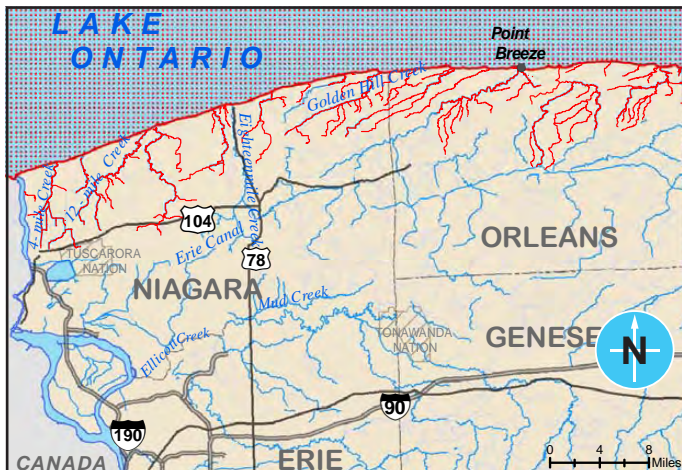 LAKE
ONTARIO
Point
Breeze
Golden Hill Creek
Eighteenmile Creek
4-mile Creek
12-mile Creek
104
Erie Canal
TUSCARORA
NATION
ORLEANS
78
NIAGARA
Mud Creek
TONAWANDA
NATION
GENESE
N
Ellicott Creek
90
190
CANADA
ERIE
0 4 8
Miles